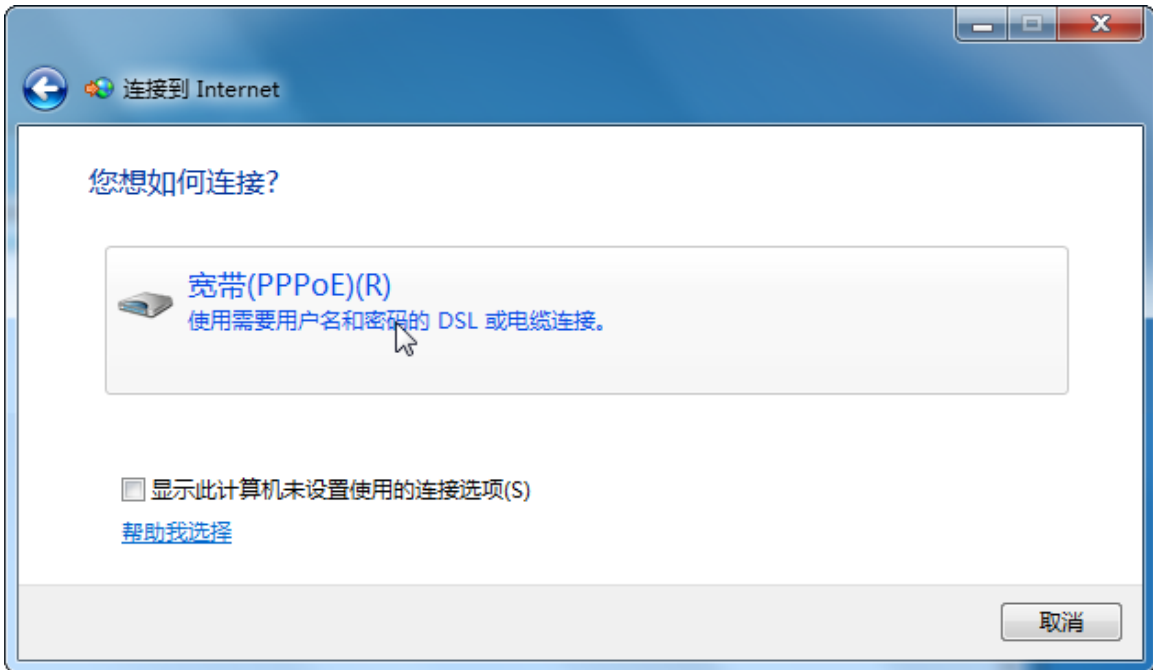 连接到 Internet
您想如何连接?
宽带(PPPoE)(R)
使用需要用户名和密码的 DSL 或电缆连接。
显示此计算机未设置使用的连接选项(S)
帮助我选择
取消